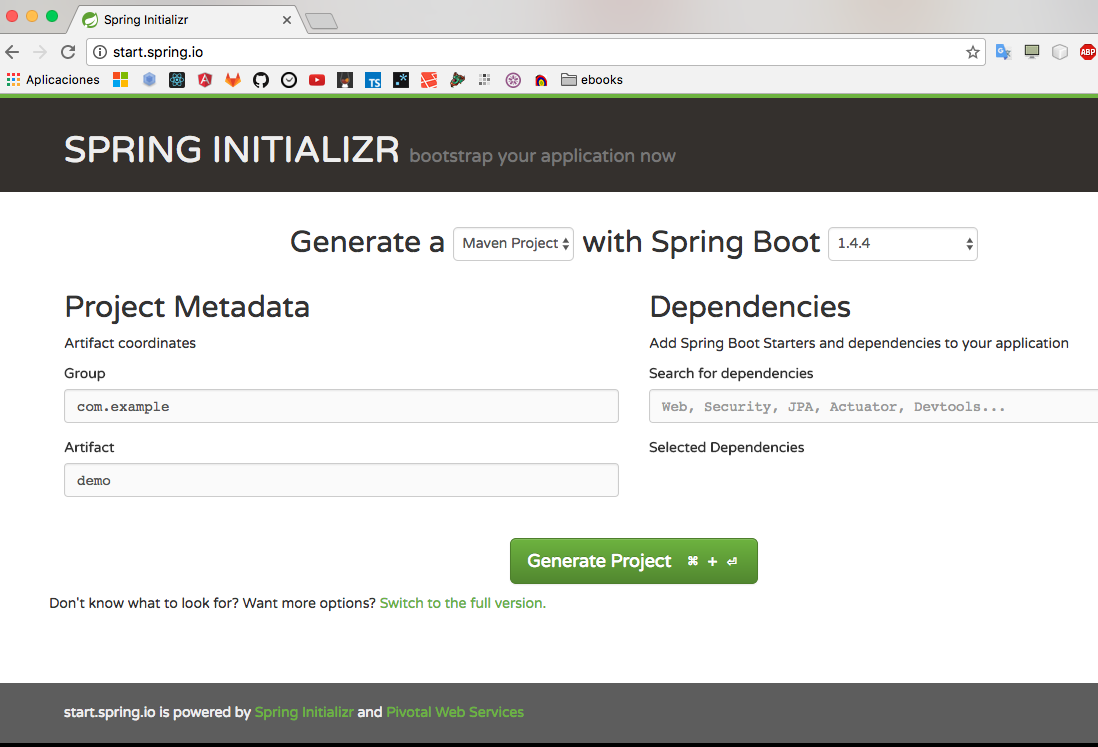 Spring Initializr
start.spring.io
ABP
Aplicaciones
TS
ebooks
SPRING INITIALIZR bootstrap your application now
Generate a Maven Project with Spring Boot 1.4.4
Project Metadata
Artifact coordinates
Group
com.example
Artifact
demo
Dependencies
Add Spring Boot Starters and dependencies to your application
Search for dependencies
Web, Security, JPA, Actuator, Devtools...
Selected Dependencies
Generate Project ⌘ + ⏎
Don't know what to look for? Want more options? Switch to the full version.
start.spring.io is powered by Spring Initializr and Pivotal Web Services